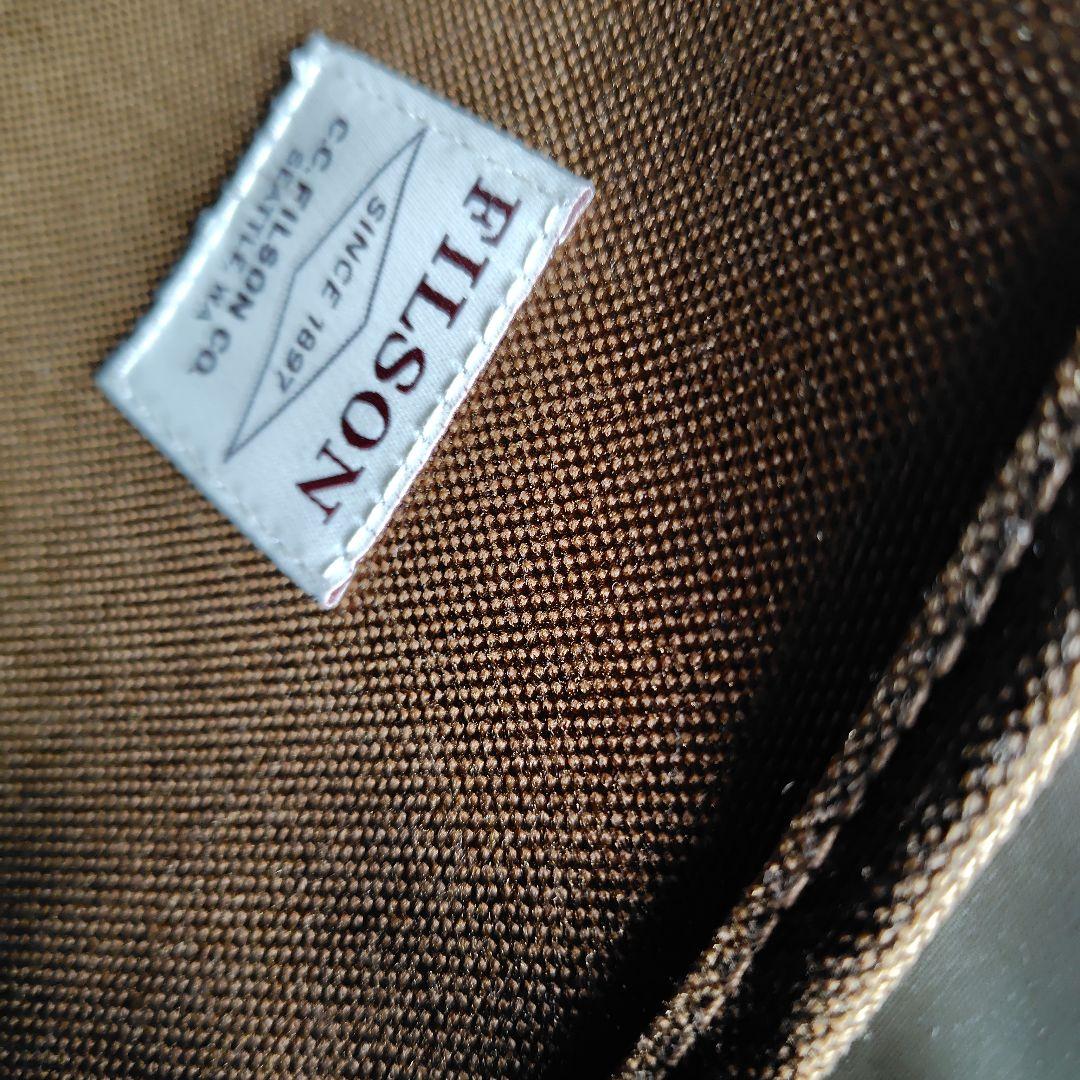 FILSON
SINCE 1897
C.C. FILSON CO.
SEATTLE WA